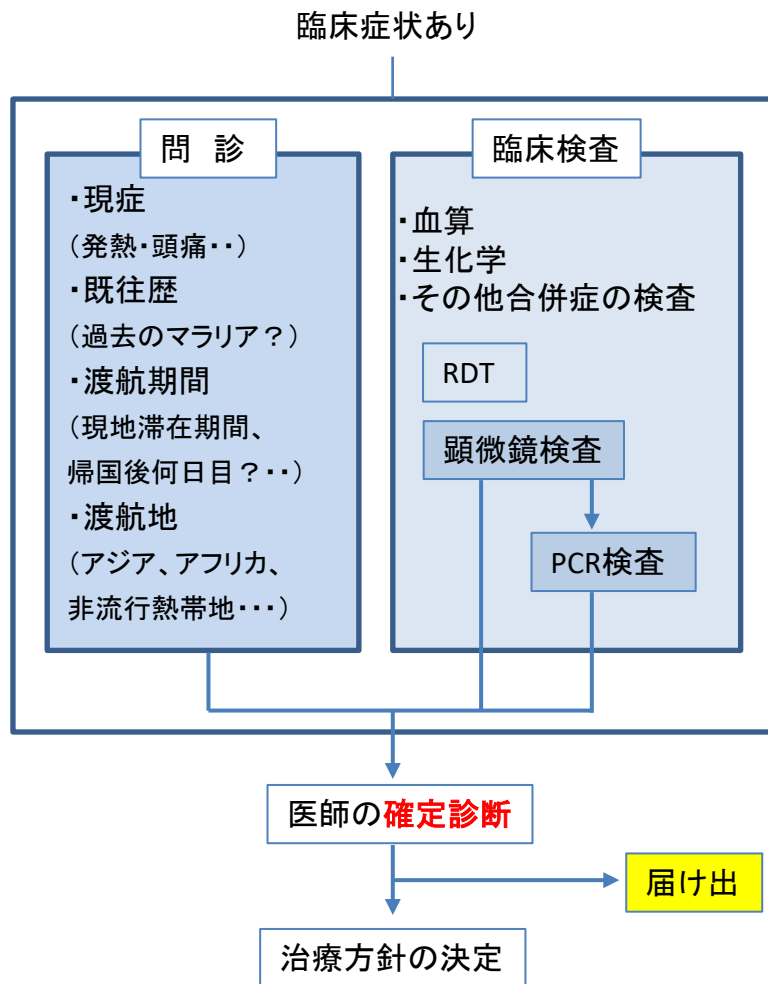 臨床症状あり
問　診
・現症
（発熱・頭痛・・）
・既往歴
（過去のマラリア？）
・渡航期間
（現地滞在期間、
帰国後何日目？・・）
・渡航地
（アジア、アフリカ、
非流行熱帯地・・・）
臨床検査
・血算
・生化学
・その他合併症の検査
RDT
顕微鏡検査
PCR検査
医師の確定診断
届け出
治療方針の決定